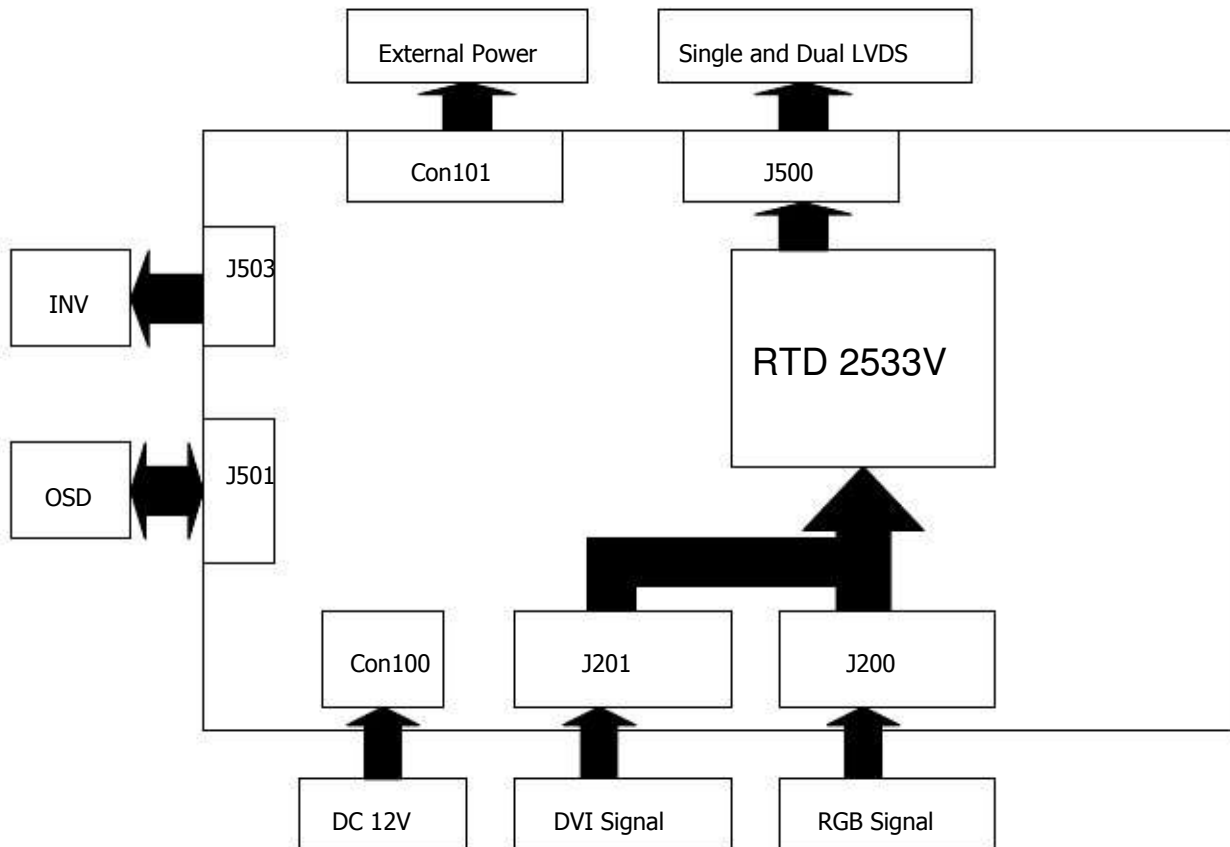 External Power
Single and Dual LVDS
Con101
J500
J503
INV
RTD 2533V
J501
OSD
Con100
J201
J200
DC 12V
DVI Signal
RGB Signal